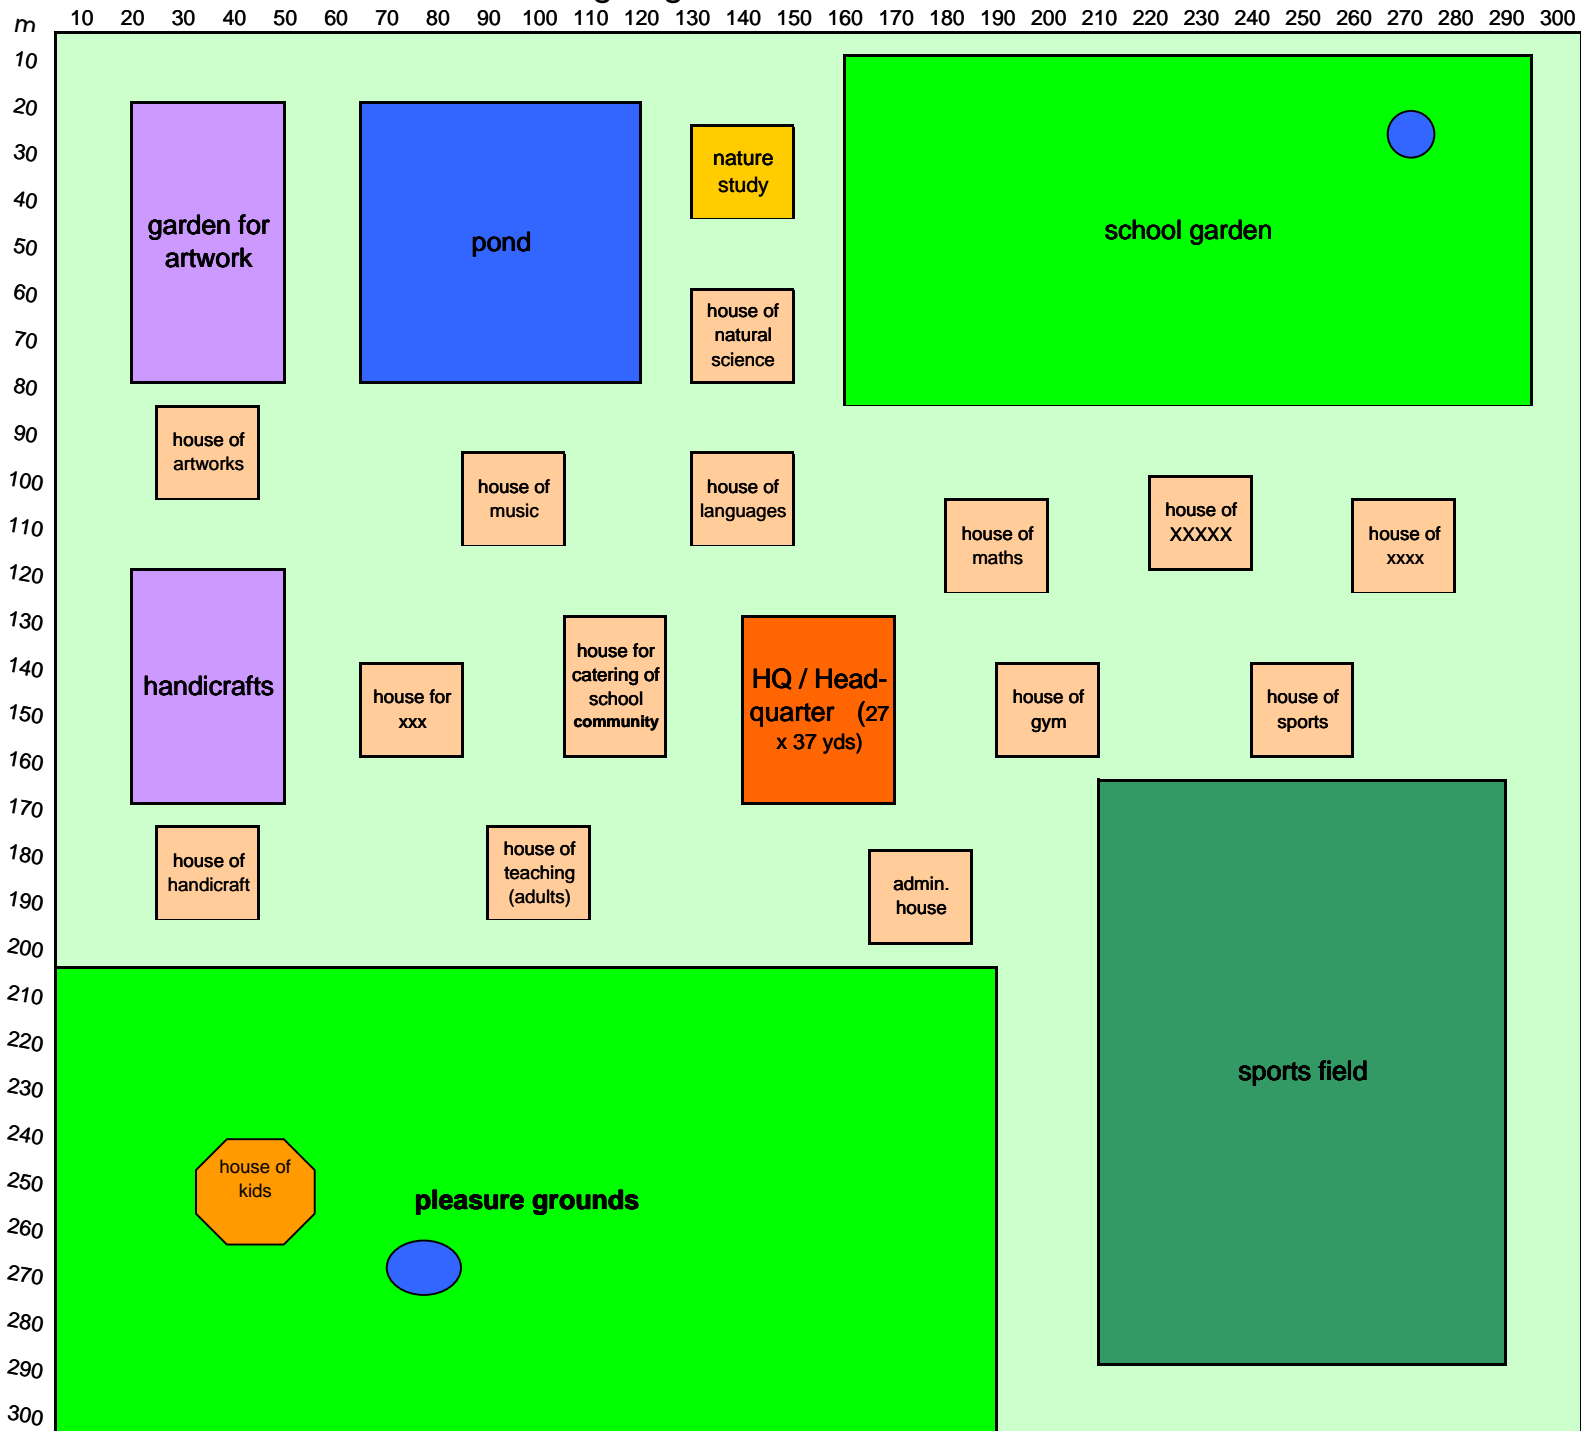 m
10 20 30 40 50 60 70 80 90 100 110 120 130 140 150 160 170 180 190 200 210 220 230 240 250 260 270 280 290 300
10
20
30
40
50
60
70
80
90
100
110
120
130
140
150
160
170
180
190
200
210
220
230
240
250
260
270
280
290
300
garden for
artwork
pond
nature
study
school garden
house of
natural
science
house of
artworks
house of
music
house of
languages
house of
maths
house of
XXXXX
house of
xxxx
handicrafts
house for
xxx
house for
catering of
school
community
HQ / Head-
quarter (27
x 37 yds)
house of
gym
house of
sports
house of
handicraft
house of
teaching
(adults)
admin.
house
sports field
house of
kids
pleasure grounds